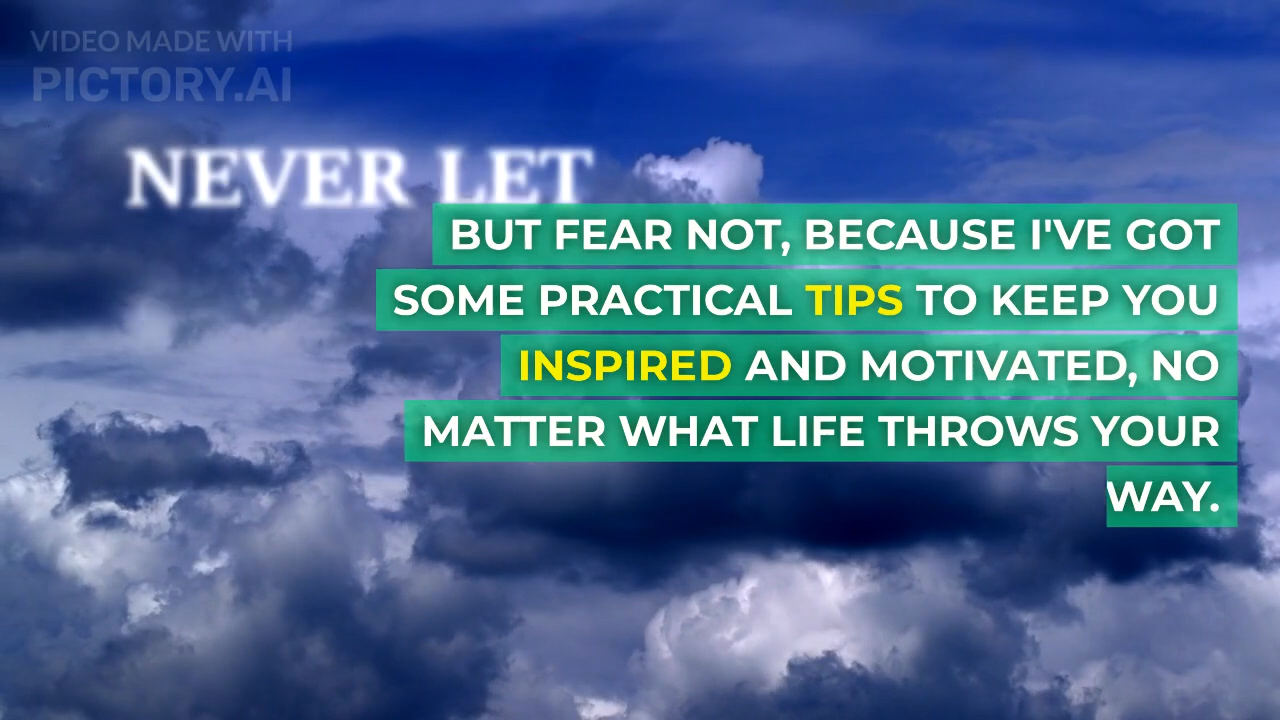 VIDEO MADE WITH
PICTORY.AI
NEVER LET
BUT FEAR NOT, BECAUSE I'VE GOT
SOME PRACTICAL TIPS TO KEEP YOU
INSPIRED AND MOTIVATED, NO
MATTER WHAT LIFE THROWS YOUR
WAY.